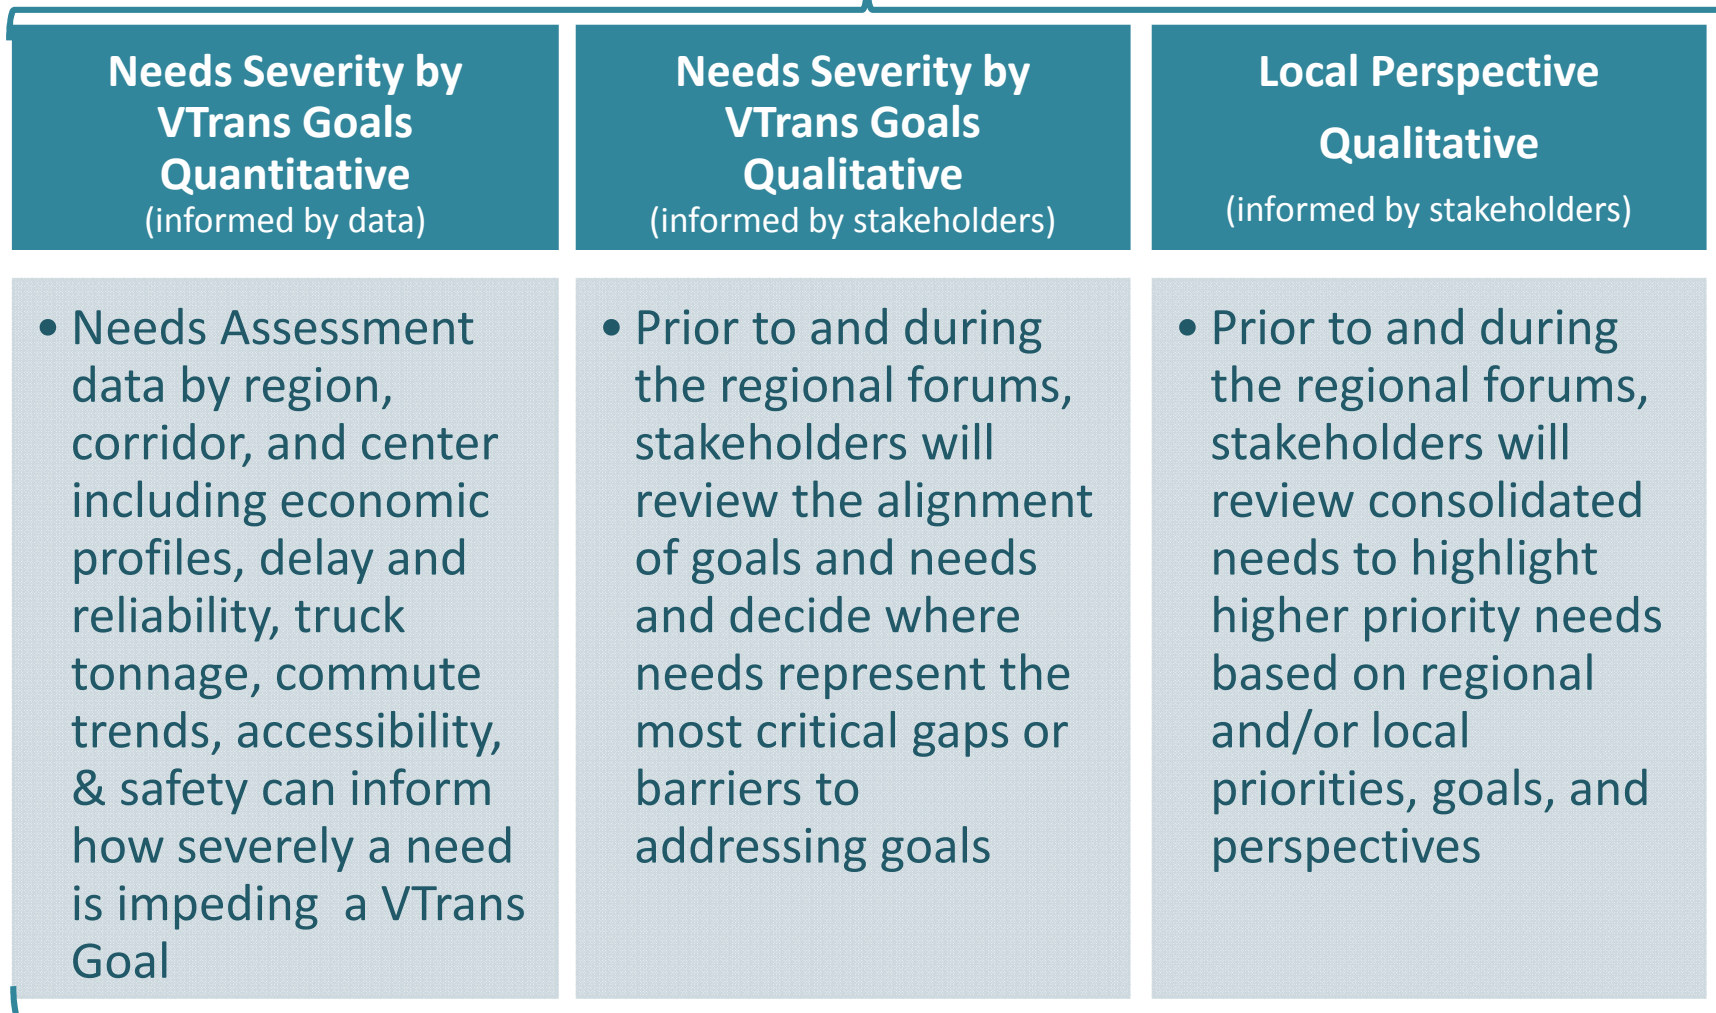 Needs Severity by
VTrans Goals
Quantitative
(informed by data)
• Needs Assessment
data by region,
corridor, and center
including economic
profiles, delay and
reliability, truck
tonnage, commute
trends, accessibility,
& safety can inform
how severely a need
is impeding a VTrans
Goal
Needs Severity by
VTrans Goals
Qualitative
(informed by stakeholders)
• Prior to and during
the regional forums,
stakeholders will
review the alignment
of goals and needs
and decide where
needs represent the
most critical gaps or
barriers to
addressing goals
Local Perspective
Qualitative
(informed by stakeholders)
• Prior to and during
the regional forums,
stakeholders will
review consolidated
needs to highlight
higher priority needs
based on regional
and/or local
priorities, goals, and
perspectives